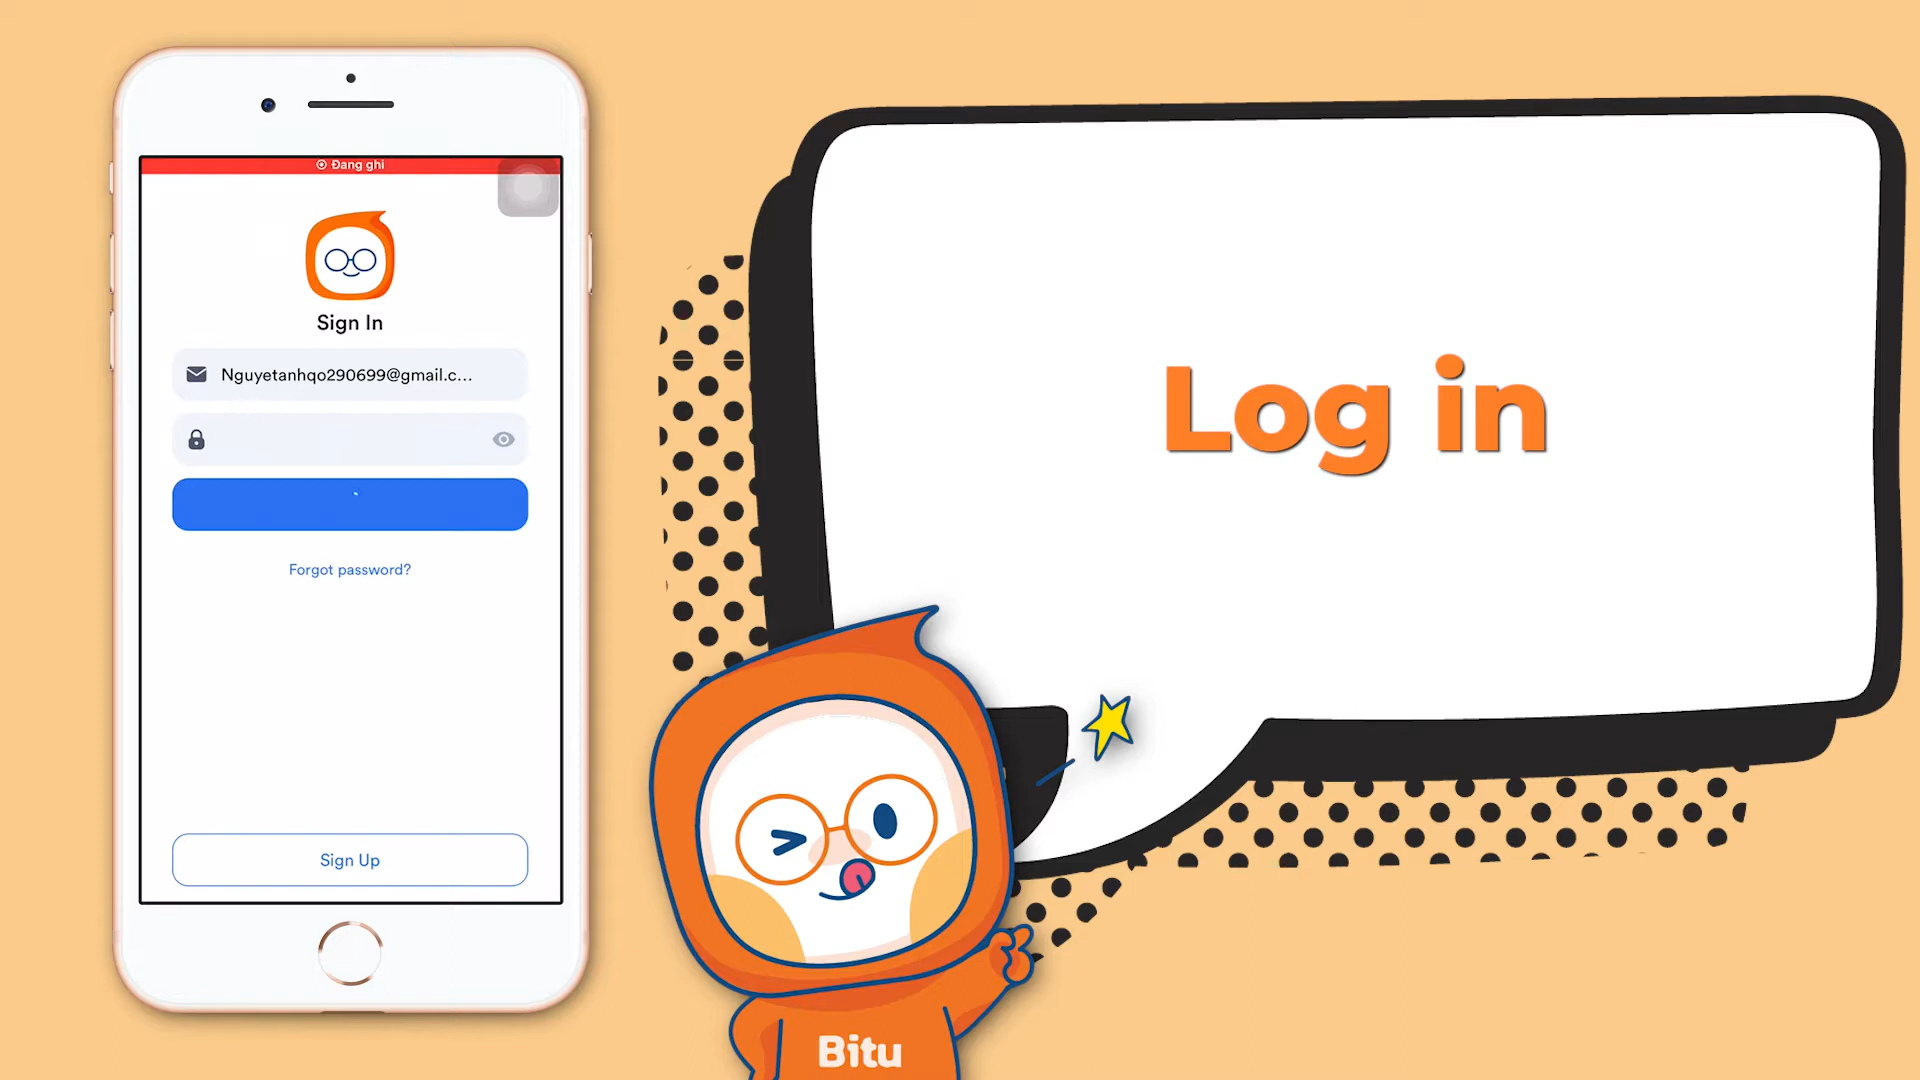 Đang ghi
Sign In
Nguyetanhqo290699@gmail.c...
Forgot password?
Sign Up
Log in
Bitu